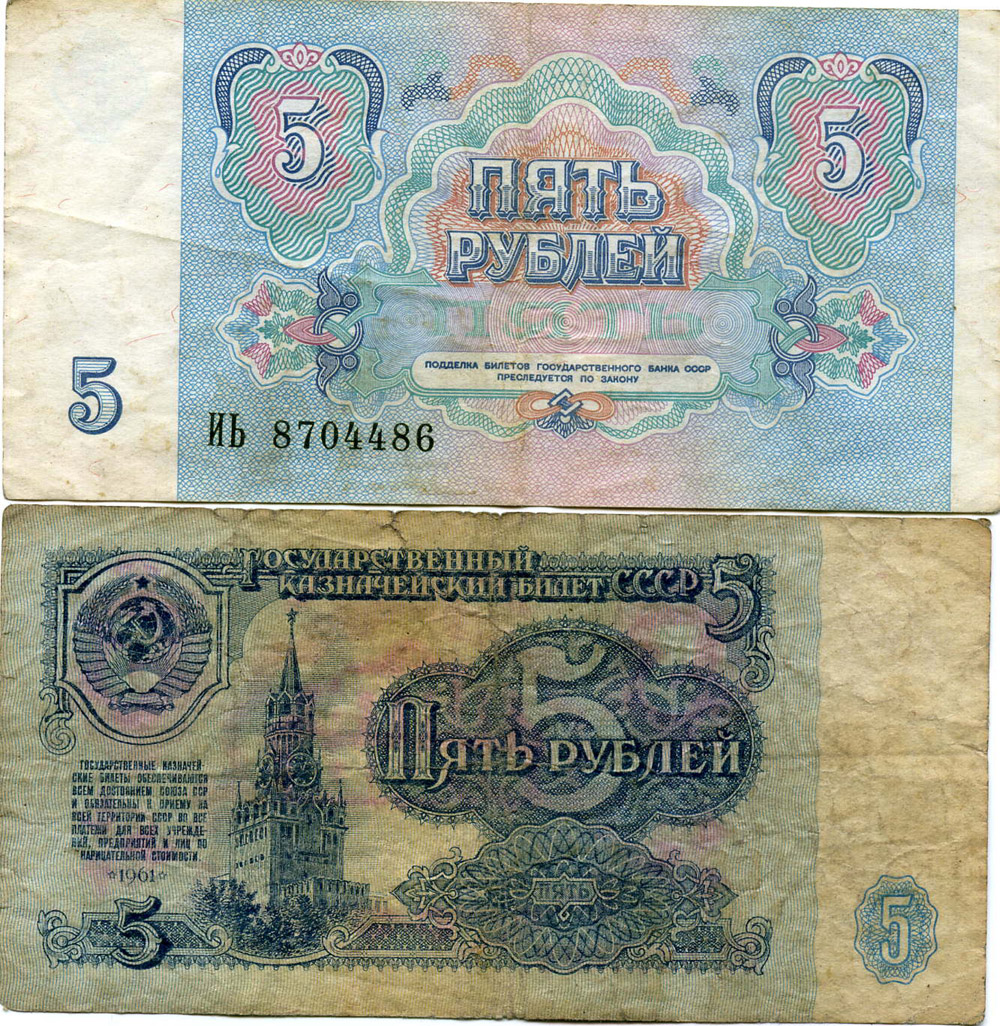 5
5
ПЯТЬ
РУБЛЕЙ
ПОДДЕЛКА БИЛЕТОВ ГОСУДАРСТВЕННОГО БАНКА СССР
ПРЕСЛЕДУЕТСЯ ПО ЗАКОНУ
5
ИЬ 8704486
ГОСУДАРСТВЕННЫЙ
КАЗНАЧЕЙСКИЙ БИЛЕТ СССР
5
5
ПЯТЬ РУБЛЕЙ
ГОСУДАРСТВЕННЫЕ КАЗНАЧЕЙ-
СКИЕ БИЛЕТЫ ОБЕСПЕЧИВАЮТСЯ
ВСЕМ ДОСТОЯНИЕМ СОЮЗА ССР
И ОБЯЗАТЕЛЬНЫ К ПРИЕМУ НА
ВСЕЙ ТЕРРИТОРИИ СССР ВО ВСЕ
ПЛАТЕЖИ ДЛЯ ВСЕХ УЧРЕЖДЕ-
НИЙ, ПРЕДПРИЯТИЙ И ЛИЦ ПО
НАРИЦАТЕЛЬНОЙ СТОИМОСТИ
1961
ПЯТЬ
5
5